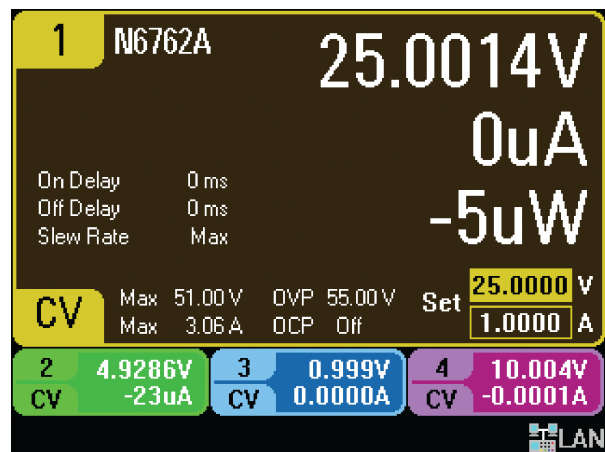 1 N6762A 25.0014V
0uA
On Delay 0 ms
Off Delay 0 ms
-5uW
Slew Rate Max
CV Max 51.00 V OVP 55.00 V Set 25.0000 V
Max 3.06 A OCP Off 1.0000 A
2 4.9286V 3 0.999V 4 10.004V
CV -23uA CV 0.0000A CV -0.0001A
LAN